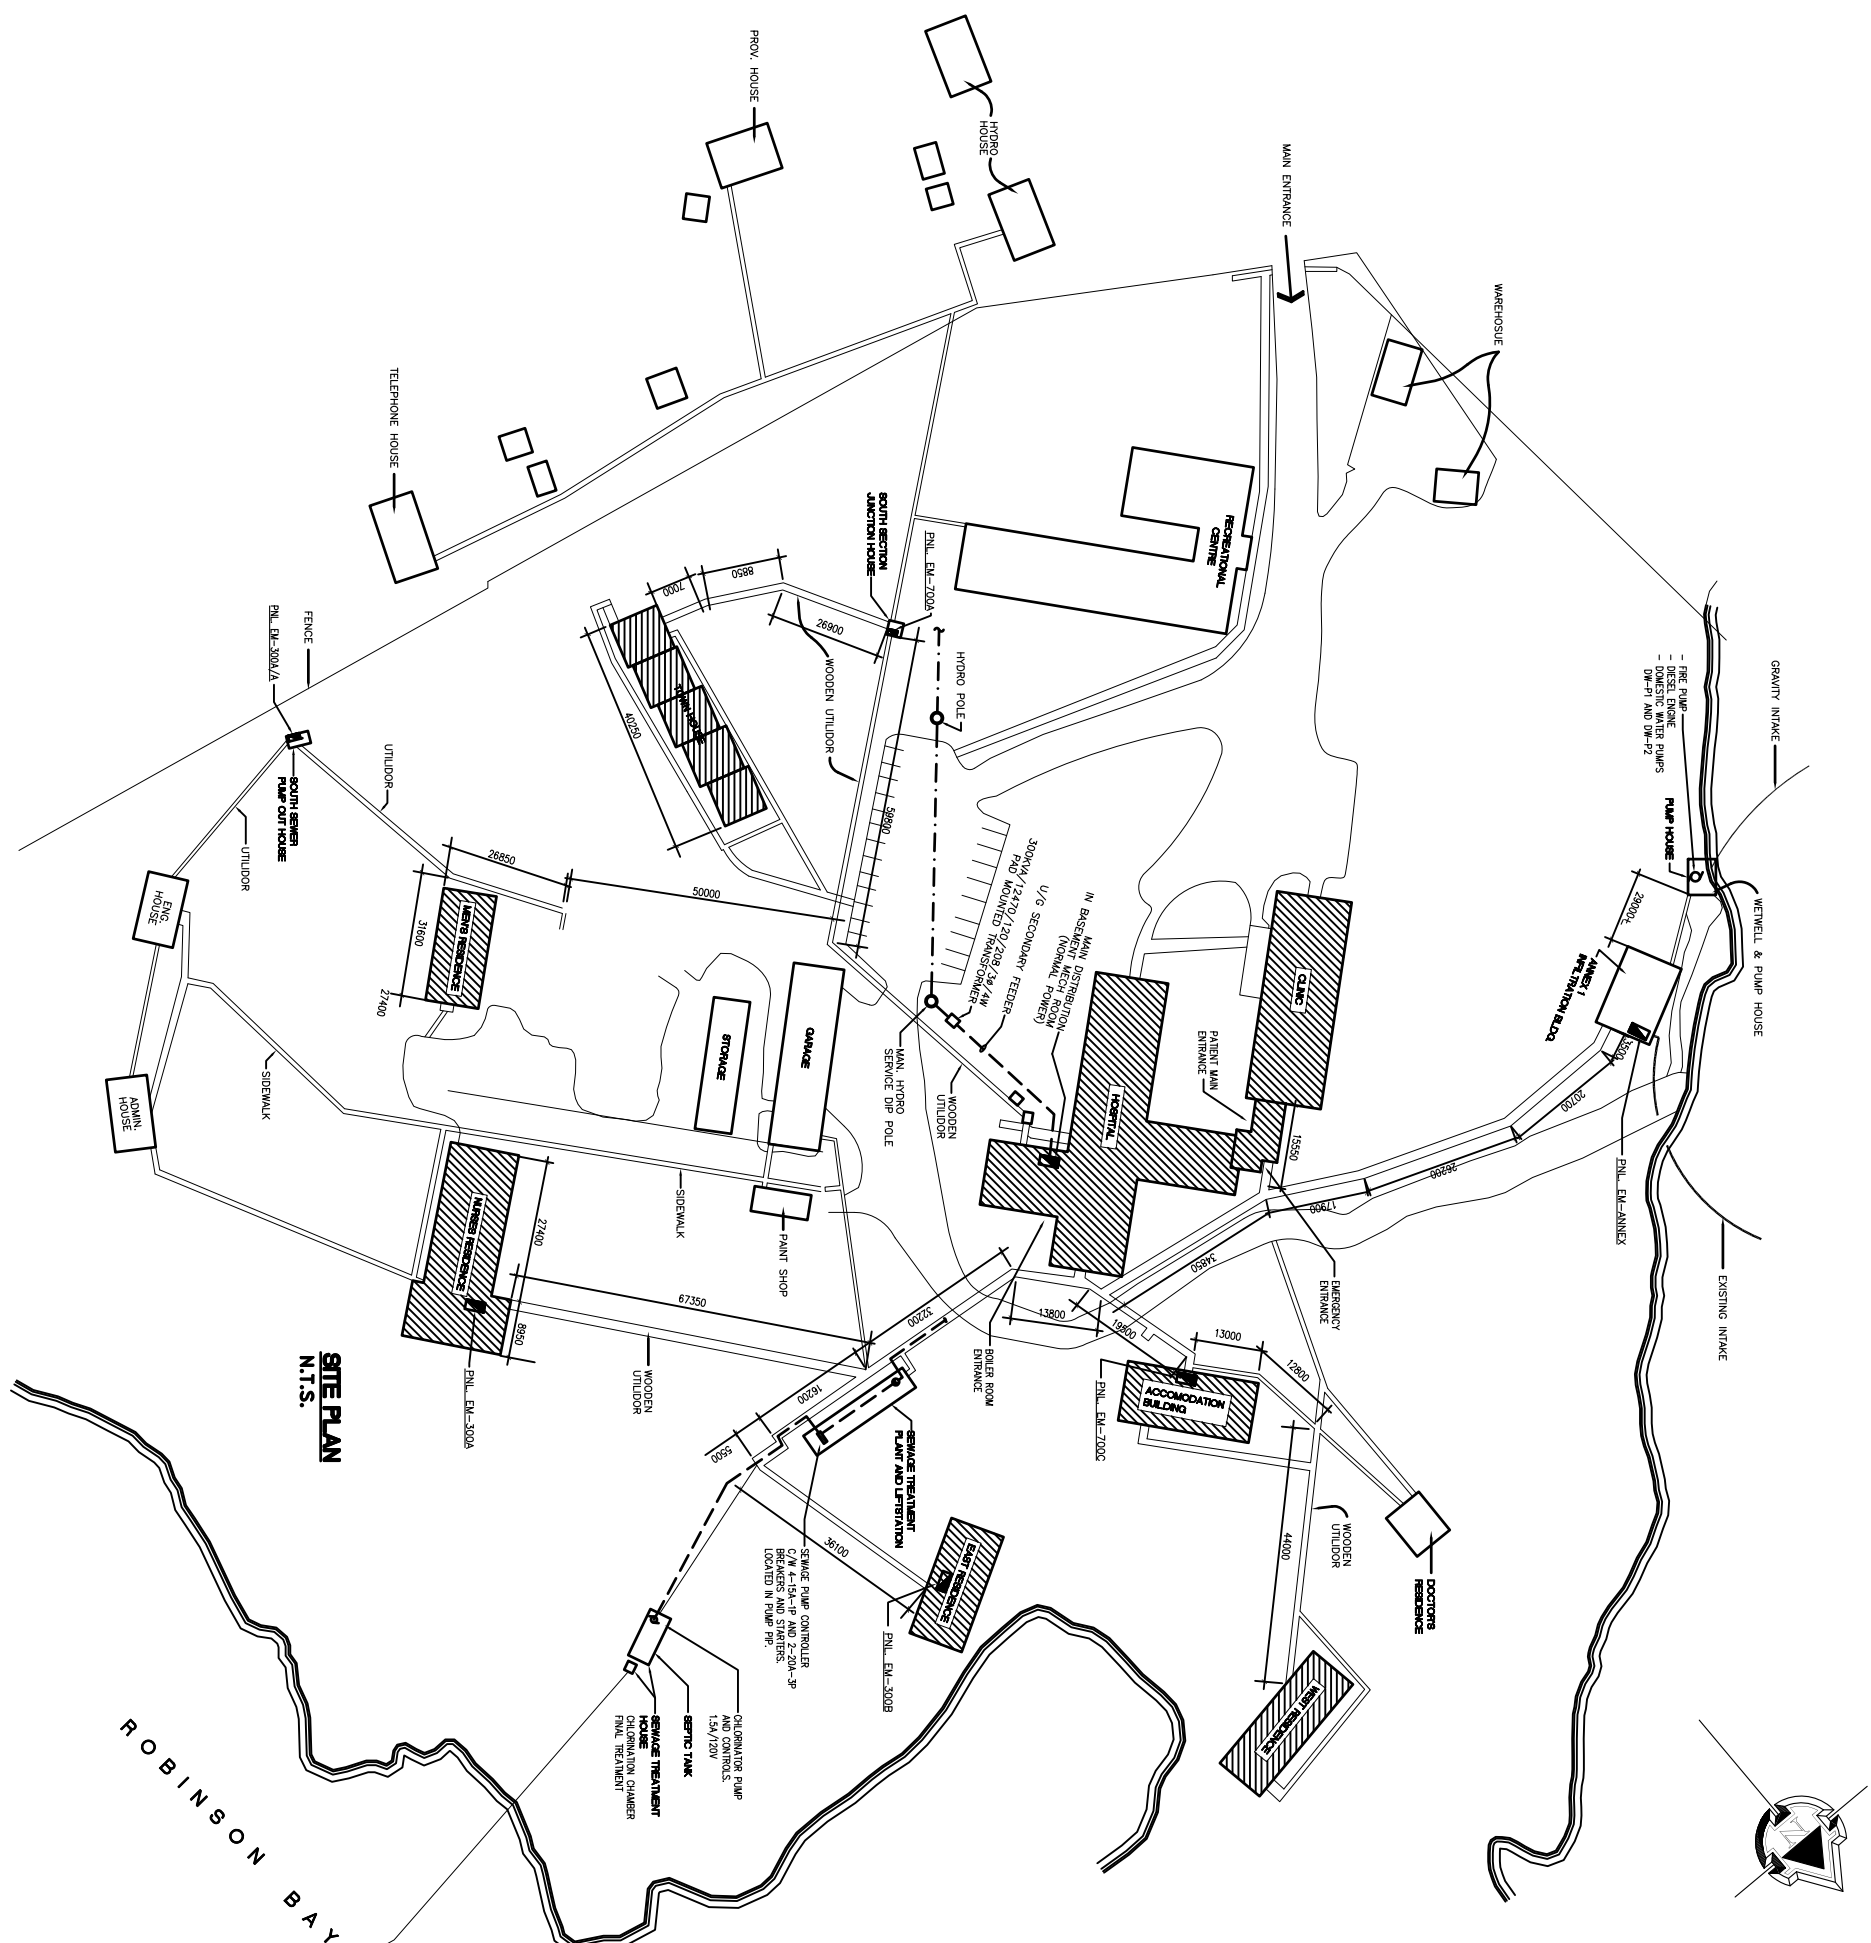 PROV. HOUSE
HYDRO
HOUSE
MAIN ENTRANCE
WAREHOSUE
TELEPHONE HOUSE
SOUTH SECTION
JUNCTION HOUSE
PNL. EM-700A
RECREATIONAL
CENTRE
8850
7000
26900
WOODEN UTILIDOR
HYDRO POLE
TOWN HOUSE
40250
59800
FENCE
PNL. EM-300A/A
SOUTH SEWER
PUMP OUT HOUSE
UTILIDOR
UTILIDOR
GRAVITY INTAKE
- FIRE PUMP
- DIESEL ENGINE
- DOMESTIC WATER PUMPS
DW-P1 AND DW-P2
PUMP HOUSE
WETWELL & PUMP HOUSE
29000±
ANNEX 1
INFILTRATION BLDG.
3500
20700
PNL. EM-ANNEX
EXISTING INTAKE
26850
50000
31600
27400
MEN'S RESIDENCE
ENG.
HOUSE
ADMIN.
HOUSE
SIDEWALK
STORAGE
GARAGE
300KVA/12470/120/208/3ø/4W
PAD MOUNTED TRANSFORMER
U/G SECONDARY FEEDER
MAIN DISTRIBUTION
IN BASEMENT MECH ROOM
(NORMAL POWER)
MAN. HYDRO
SERVICE DIP POLE
WOODEN
UTILIDOR
HOSPITAL
CLINIC
PATIENT MAIN
ENTRANCE
15550
26200
17900
34850
EMERGENCY
ENTRANCE
NURSES RESIDENCE
27400
8950
PNL. EM-300A
SIDEWALK
PAINT SHOP
67350
WOODEN
UTILIDOR
32200
13800
19500
BOILER ROOM
ENTRANCE
13000
12800
ACCOMODATION
BUILDING
PNL. EM-700C
16200
5500
SEWAGE TREATMENT
PLANT AND LIFTSTATION
36100
EAST RESIDENCE
PNL. EM-300B
SEWAGE PUMP CONTROLLER
C/W 4-15A-1P AND 2-20A-3P
BREAKERS AND STARTERS.
LOCATED IN PUMP PIP.
44000
WOODEN
UTILIDOR
DOCTOR'S
RESIDENCE
WEST RESIDENCE
CHLORINATOR PUMP
AND CONTROLS.
1.5A/120V
SEPTIC TANK
SEWAGE TREATMENT
HOUSE
CHLORINATION CHAMBER
FINAL TREATMENT
SITE PLAN
N.T.S.
ROBINSON BAY
N